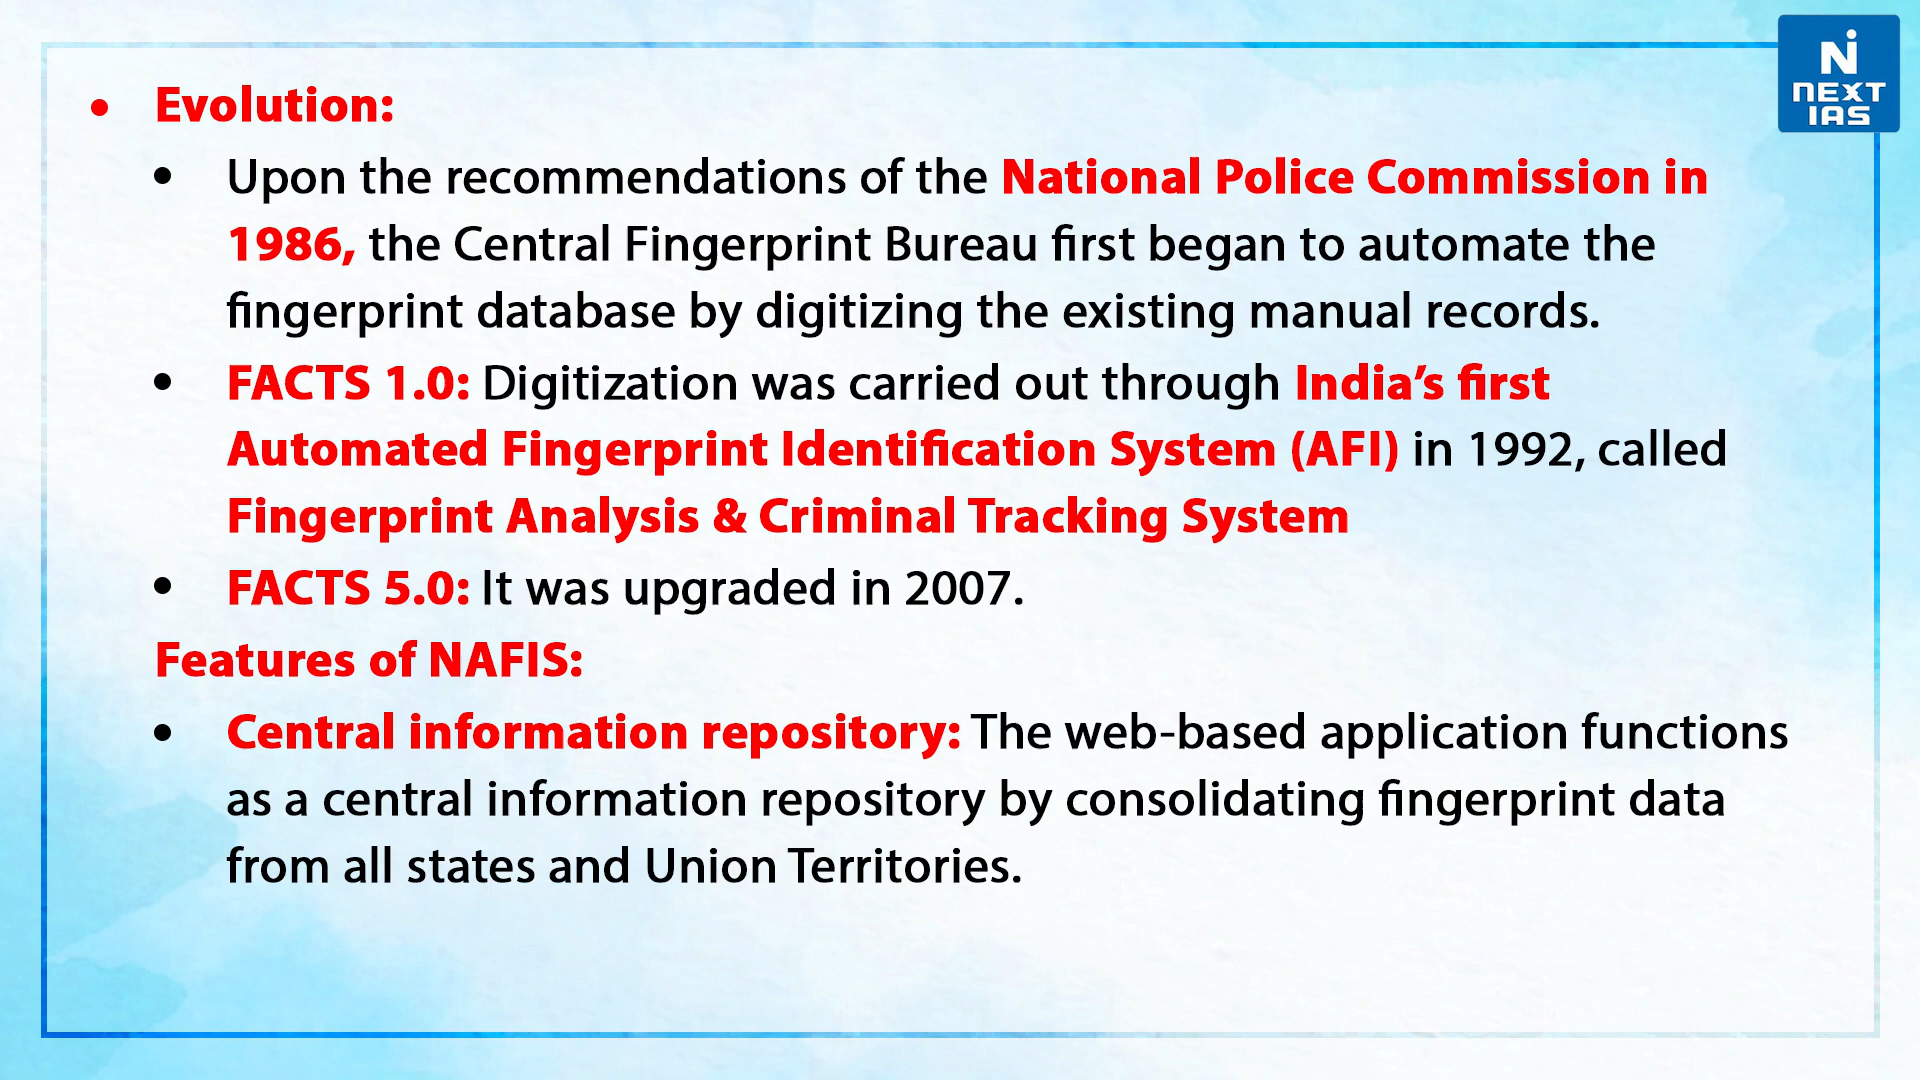 N
NEXT
IAS
• Evolution:
• Upon the recommendations of the National Police Commission in
1986, the Central Fingerprint Bureau first began to automate the
fingerprint database by digitizing the existing manual records.
• FACTS 1.0: Digitization was carried out through India’s first
Automated Fingerprint Identification System (AFI) in 1992, called
Fingerprint Analysis & Criminal Tracking System
• FACTS 5.0: It was upgraded in 2007.
Features of NAFIS:
• Central information repository: The web-based application functions
as a central information repository by consolidating fingerprint data
from all states and Union Territories.